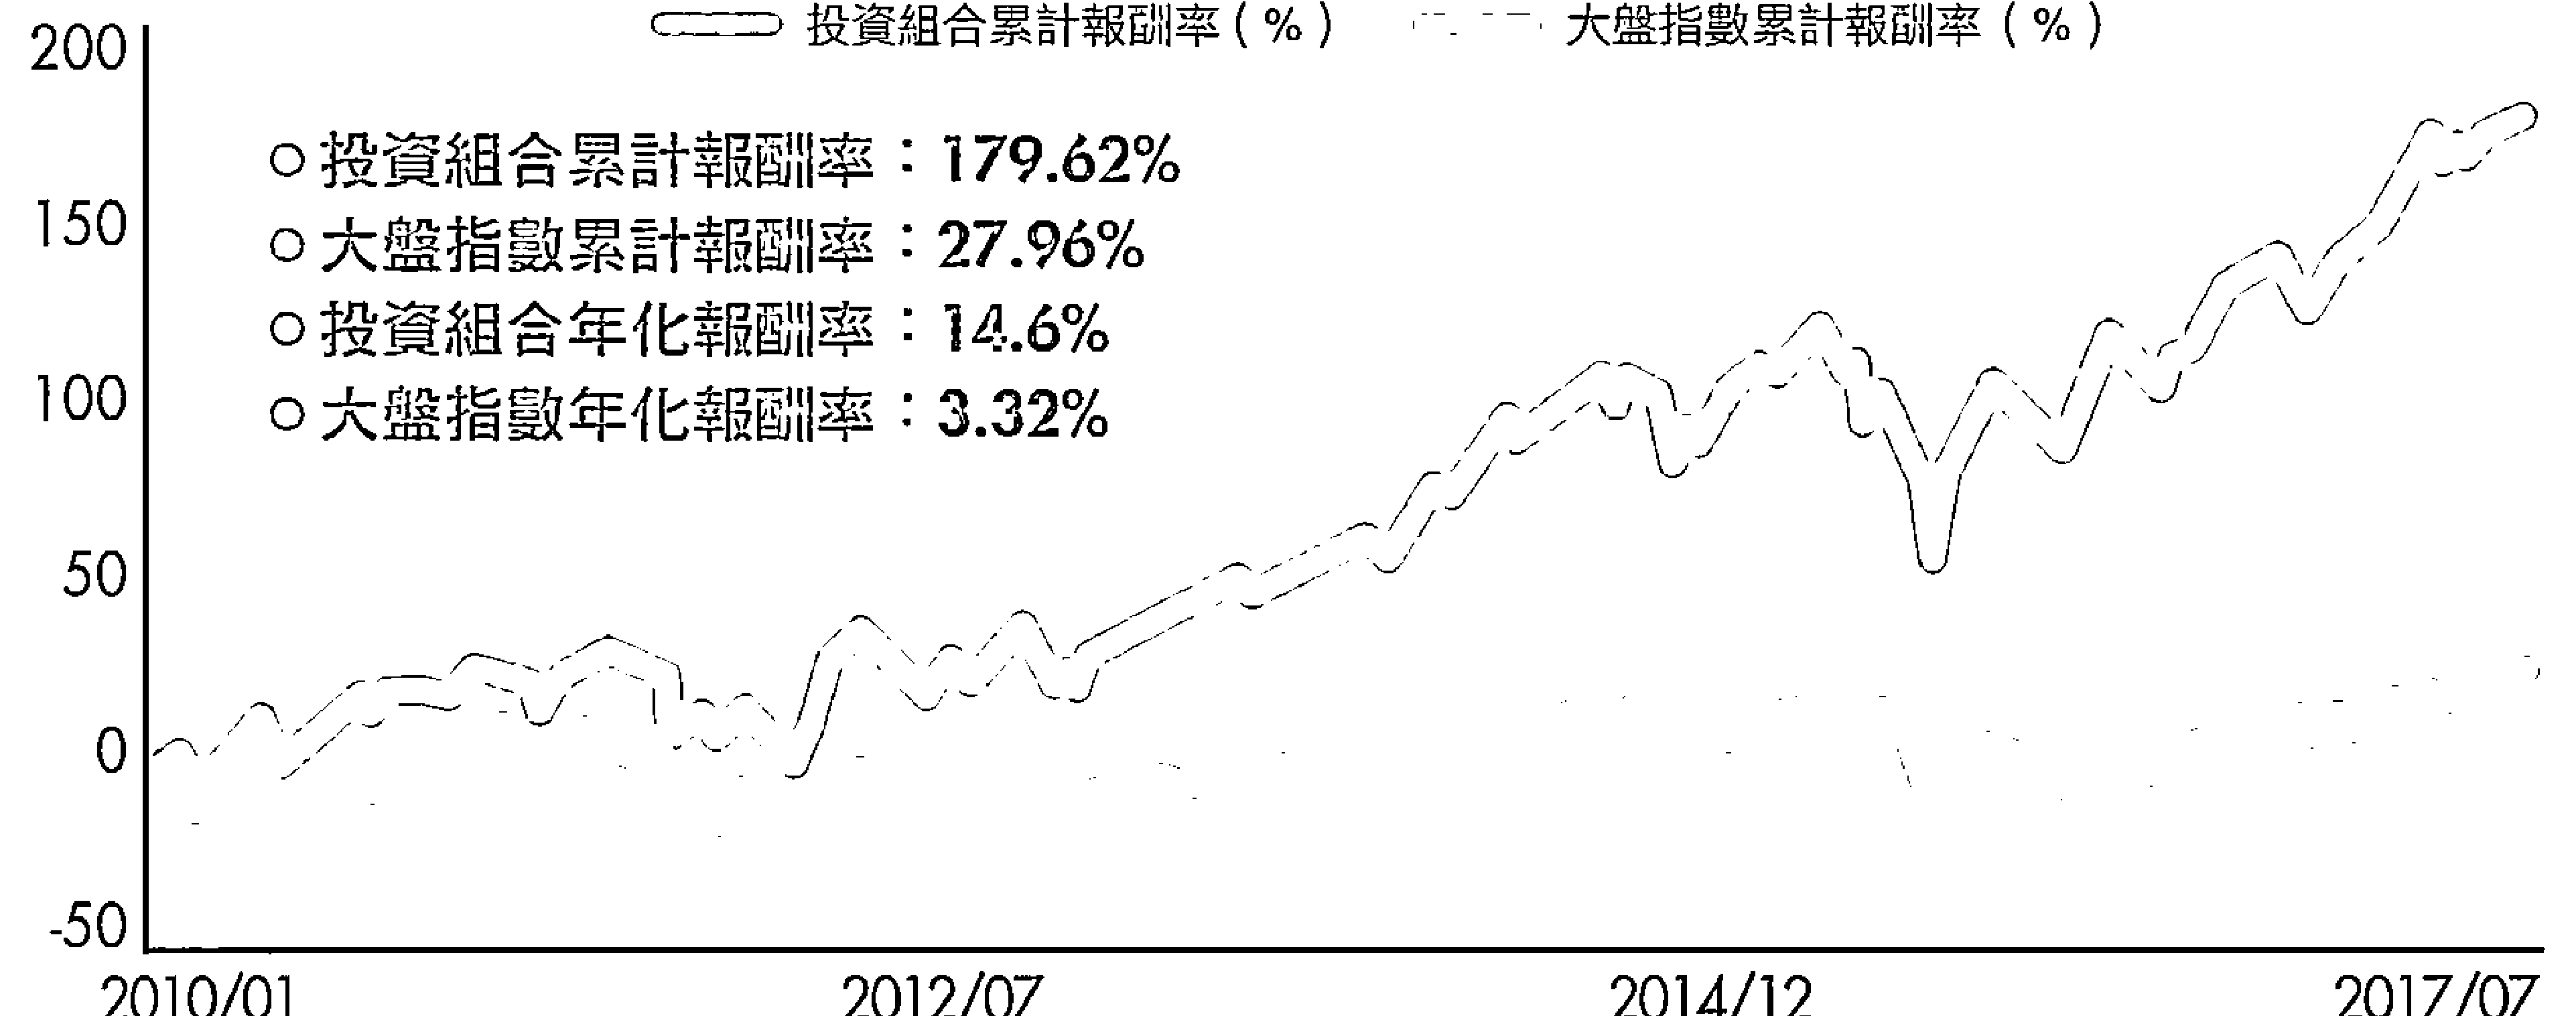 投資組合累計報酬率(%) 大盤指數累計報酬率(%)
200
150
100
50
0
-50
○投資組合累計報酬率：179.62%
○大盤指數累計報酬率：27.96%
○投資組合年化報酬率：14.6%
○大盤指數年化報酬率：3.32%
2010/01 2012/07 2014/12 2017/07